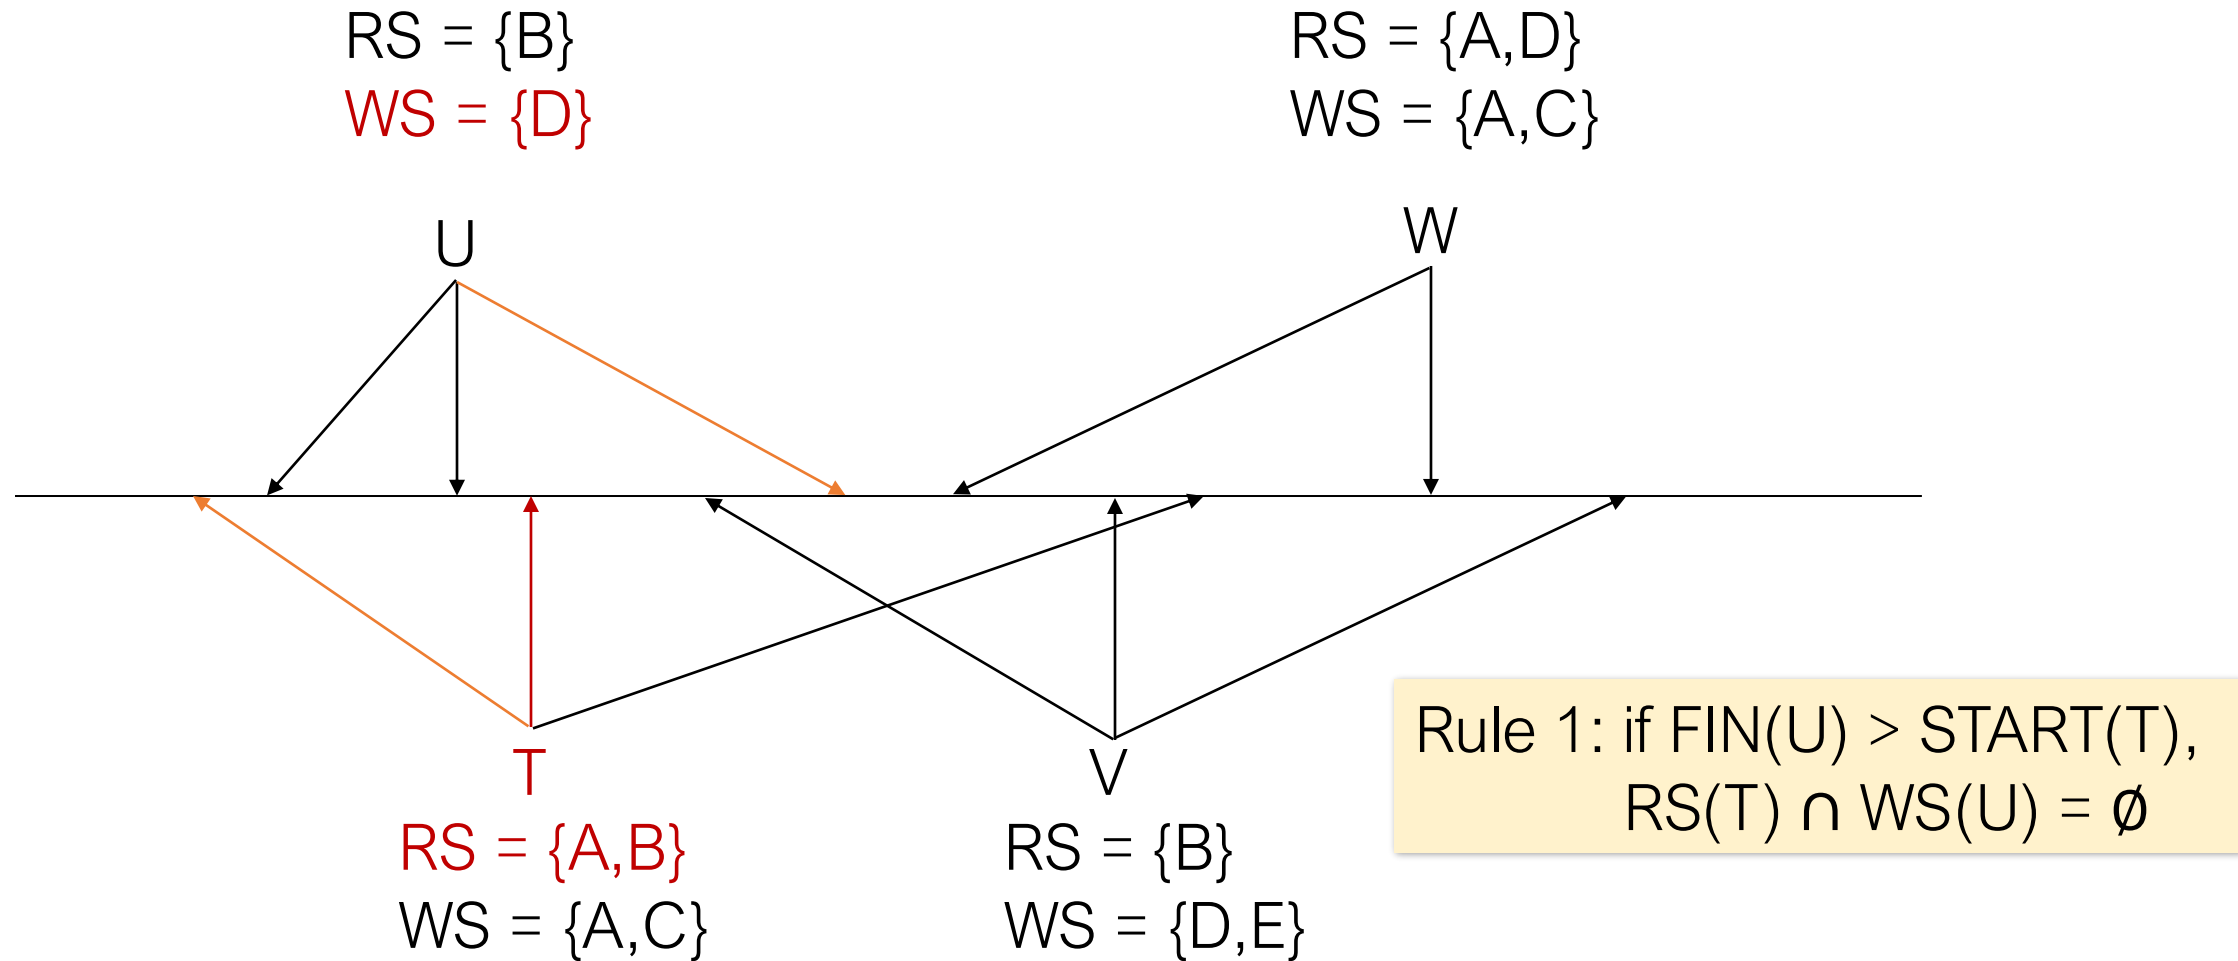 RS = {B}
WS = {D}
RS = {A,D}
WS = {A,C}
U
W
T
RS = {A,B}
WS = {A,C}
V
RS = {B}
WS = {D,E}
Rule 1: if FIN(U) > START(T),
RS(T) ∩ WS(U) = ∅